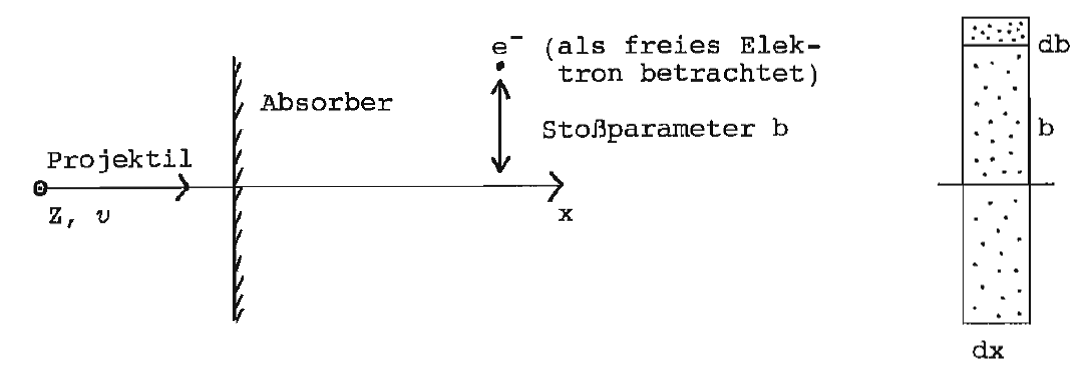 e⁻ (als freies Elek-
tron betrachtet)
Absorber
Stoßparameter b
Projektil
Z, v
x
db
b
dx